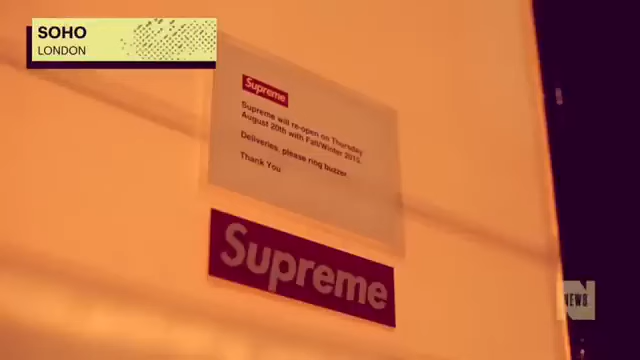 SOHO
LONDON
Supreme
Supreme will re-open on Thursday
August 20th with Fall/Winter 2015.
Deliveries, please ring buzzer
Thank You
Supreme
N
NEWS